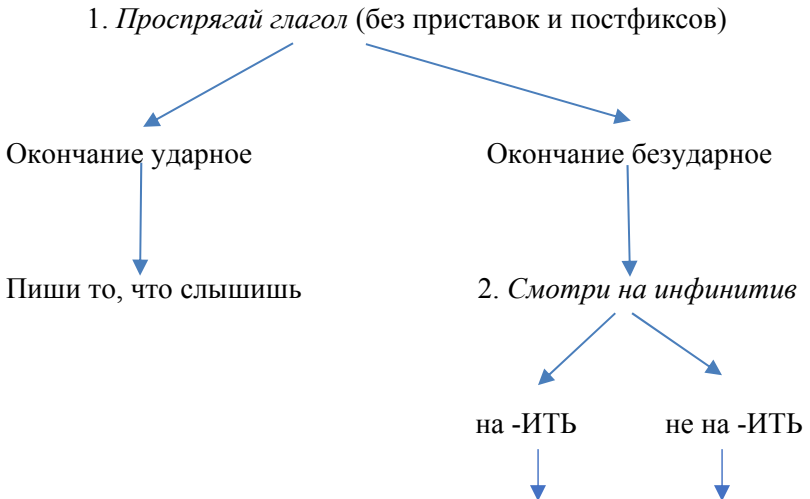 1. Проспрягай глагол (без приставок и постфиксов)
Окончание ударное
Окончание безударное
Пиши то, что слышишь
2. Смотри на инфинитив
на -ИТЬ
не на -ИТЬ